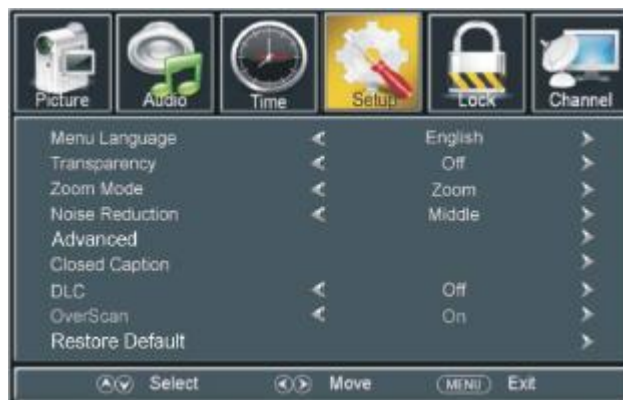 Picture Audio Time Setup Lock Channel
Menu Language English
Transparency Off
Zoom Mode Zoom
Noise Reduction Middle
Advanced
Closed Caption
DLC Off
OverScan On
Restore Default
Select Move MENU Exit